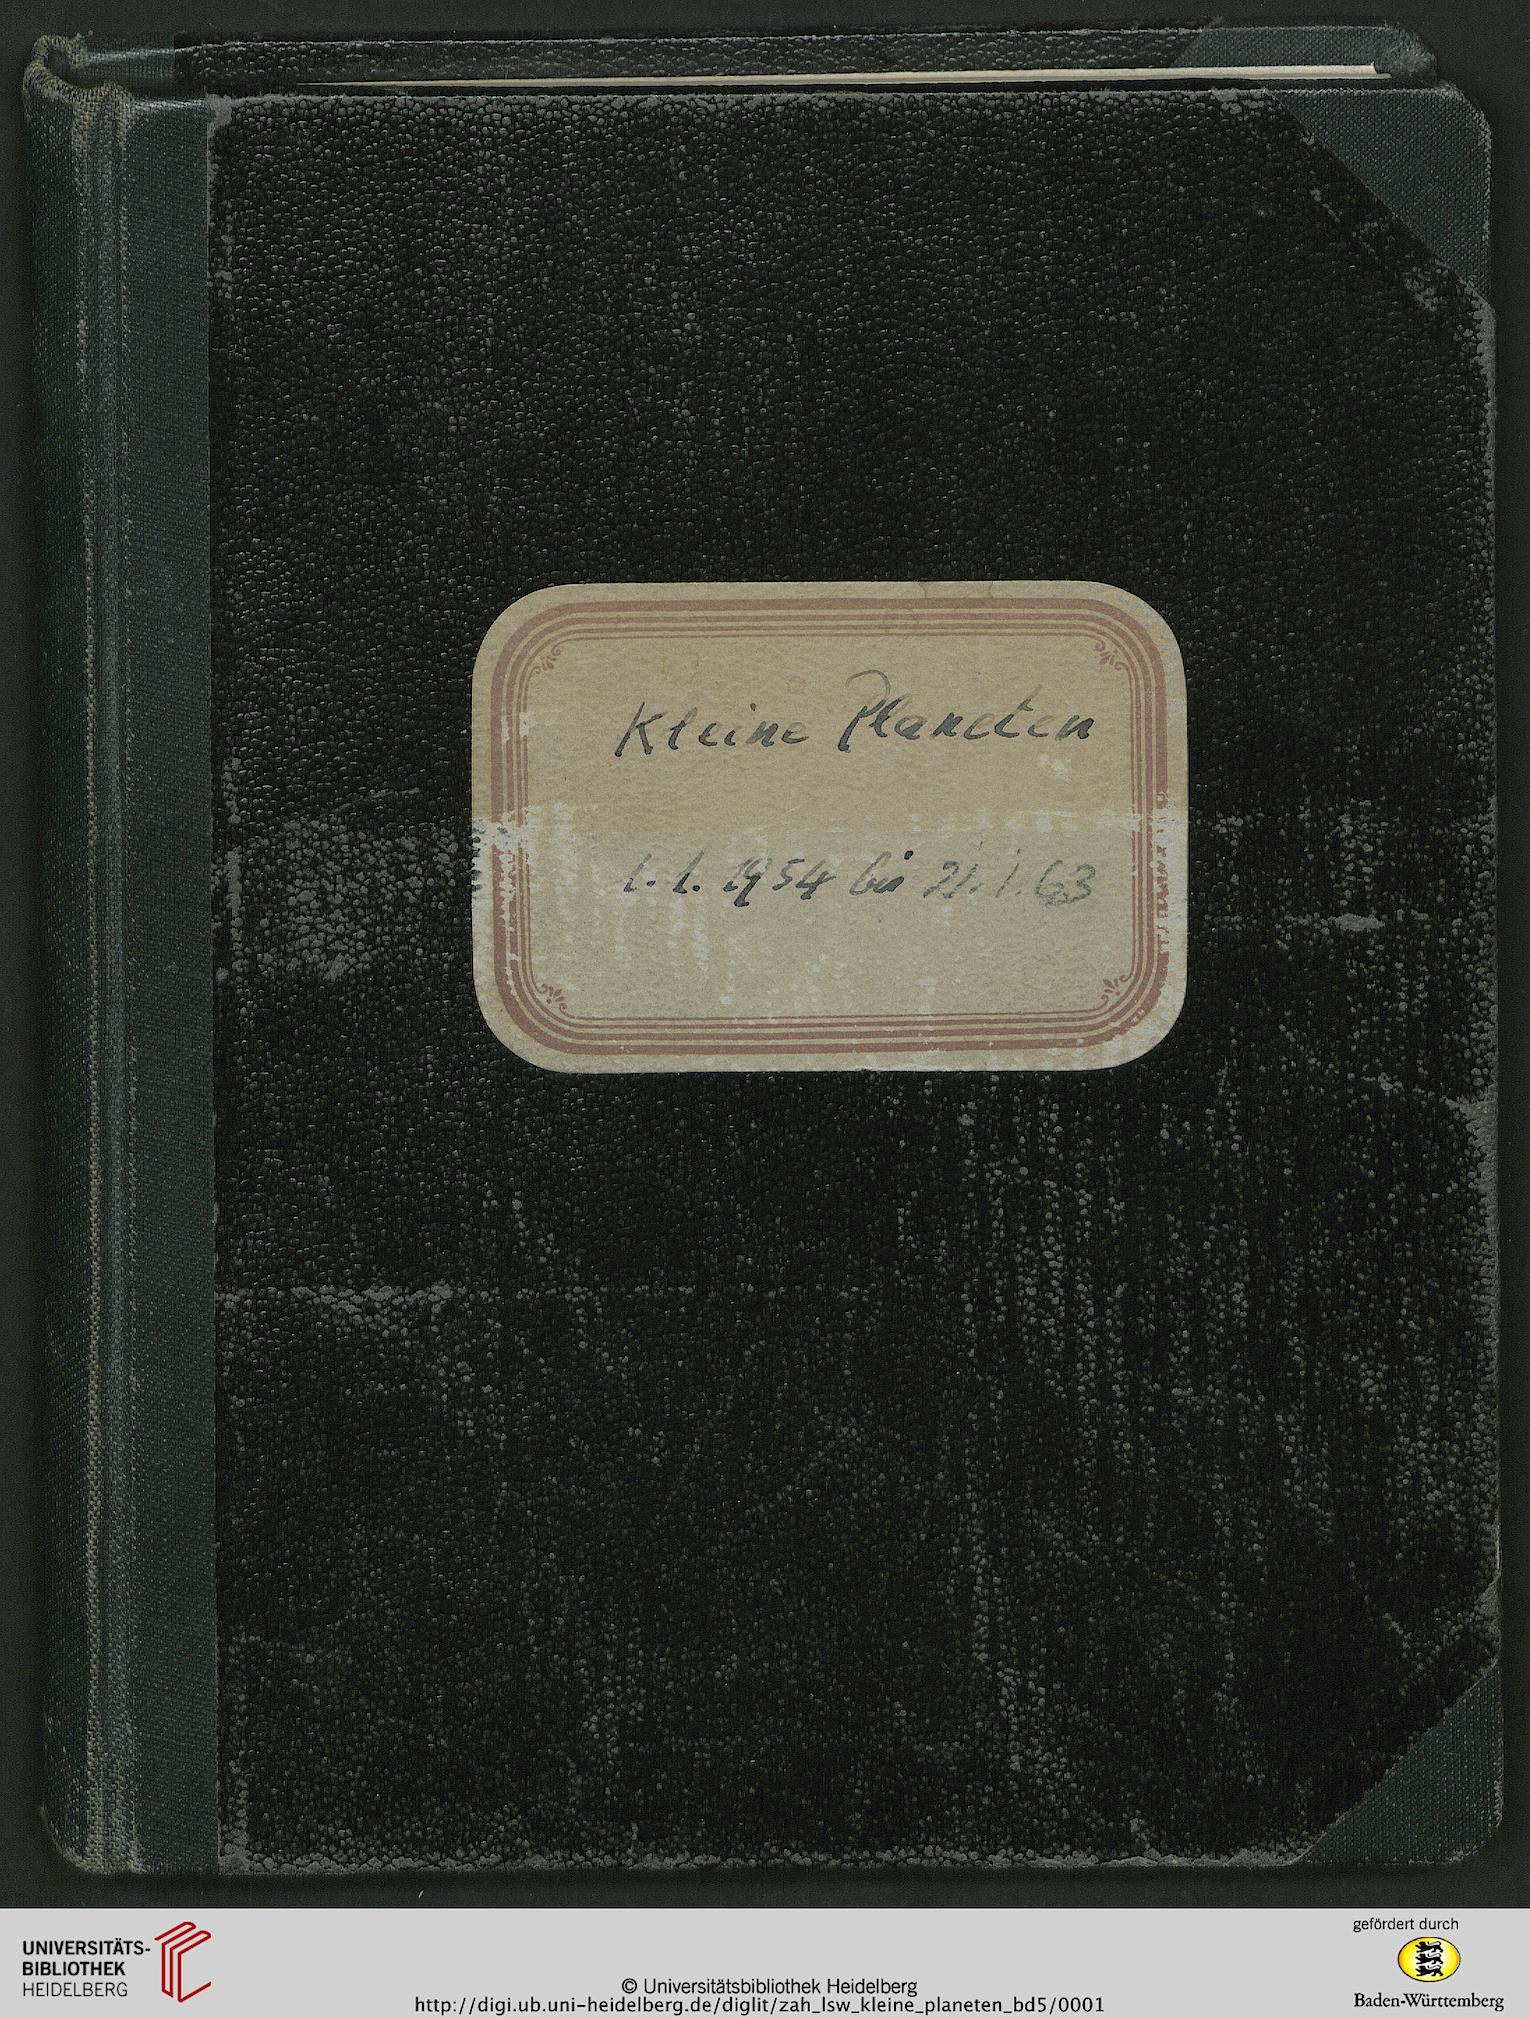 Kleine Planeten
1. 1. 1954 bis 21. 1. 63
UNIVERSITÄTS-
BIBLIOTHEK
HEIDELBERG
© Universitätsbibliothek Heidelberg
http://digi.ub.uni-heidelberg.de/diglit/zah_lsw_kleine_planeten_bd5/0001
gefördert durch
Baden-Württemberg